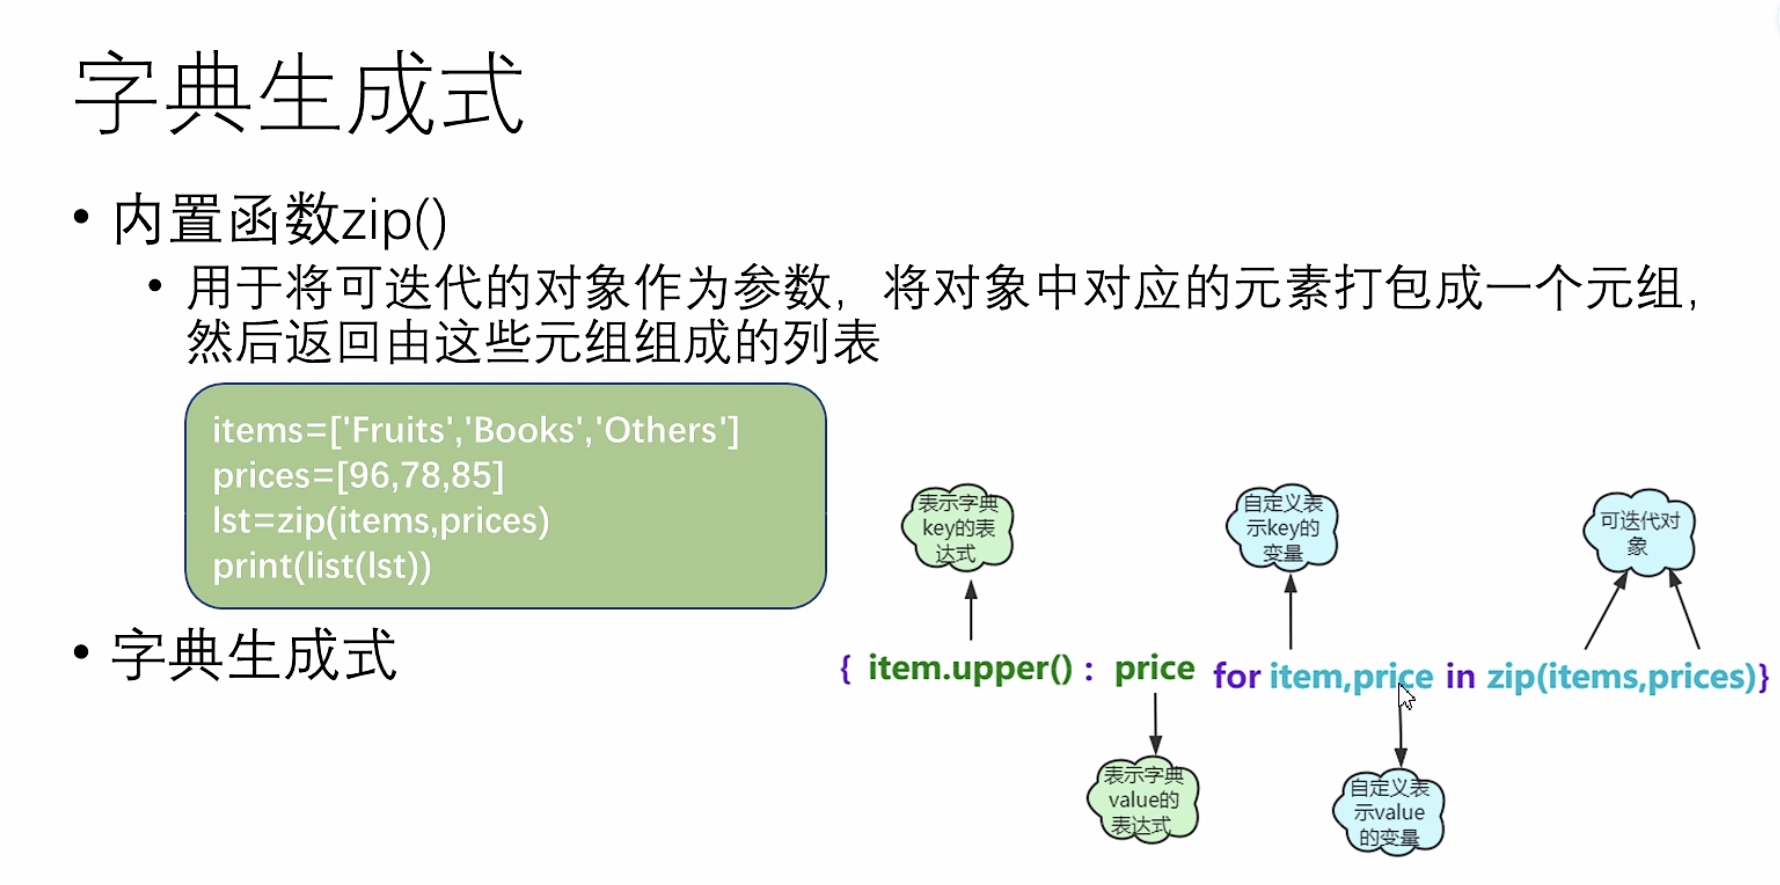 字典生成式
• 内置函数zip()
• 用于将可迭代的对象作为参数，将对象中对应的元素打包成一个元组，
然后返回由这些元组组成的列表
items=['Fruits','Books','Others']
prices=[96,78,85]
lst=zip(items,prices)
print(list(lst))
• 字典生成式
表示字典
key的表
达式
自定义表
示key的
变量
可迭代对
象
{ item.upper() : price for item,price in zip(items,prices)}
表示字典
value的
表达式
自定义表
示value
的变量